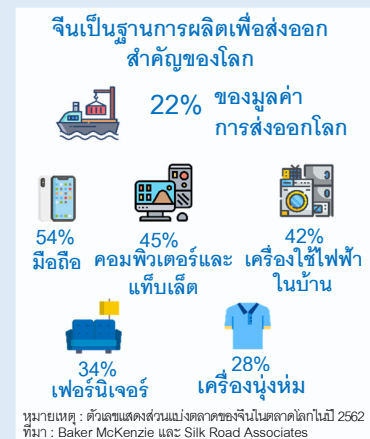 จีนเป็นฐานการผลิตเพื่อส่งออก
สำคัญของโลก
22% ของมูลค่า
การส่งออกโลก
54%
มือถือ
45%
คอมพิวเตอร์และ
แท็บเล็ต
42%
เครื่องใช้ไฟฟ้า
ในบ้าน
34%
เฟอร์นิเจอร์
28%
เครื่องนุ่งห่ม
หมายเหตุ : ตัวเลขแสดงส่วนแบ่งตลาดของจีนในตลาดโลกในปี 2562
ที่มา : Baker McKenzie และ Silk Road Associates